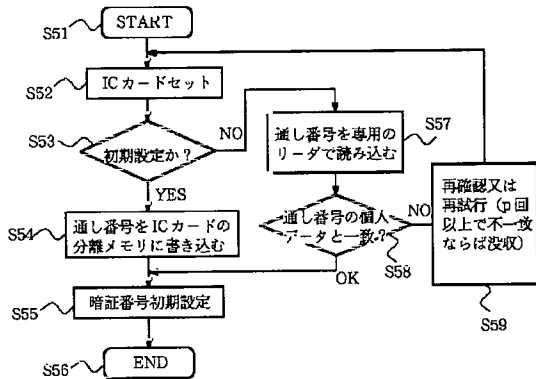 S51
START
S52
ICカードセット
S53
初期設定か?
NO
YES
S54
通し番号をICカードの
分離メモリに書き込む
S55
暗証番号初期設定
S56
END
S57
通し番号を専用の
リーダで読み込む
通し番号の個人
データと一致?
S58
NO
OK
再確認又は
再試行(p回
以上で不一致
ならば没収)
S59